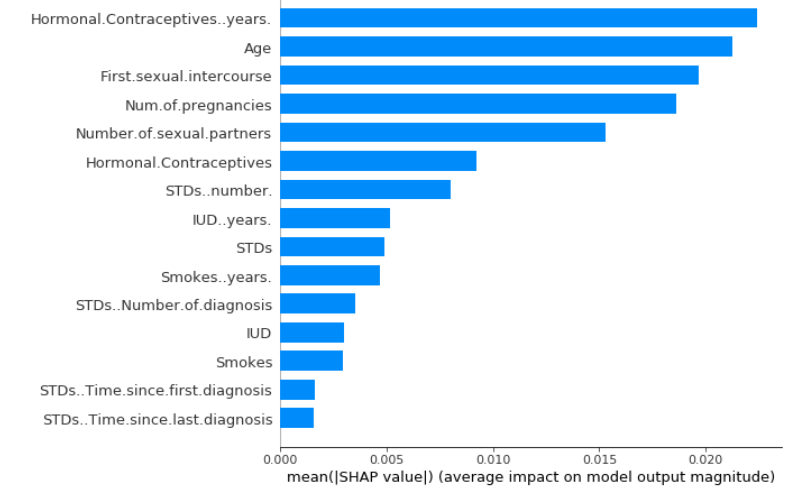 Hormonal.Contraceptives..years.
Age
First.sexual.intercourse
Num.of.pregnancies
Number.of.sexual.partners
Hormonal.Contraceptives
STDs..number.
IUD..years.
STDs
Smokes..years.
STDs..Number.of.diagnosis
IUD
Smokes
STDs..Time.since.first.diagnosis
STDs..Time.since.last.diagnosis
0.000 0.005 0.010 0.015 0.020
mean(|SHAP value|) (average impact on model output magnitude)